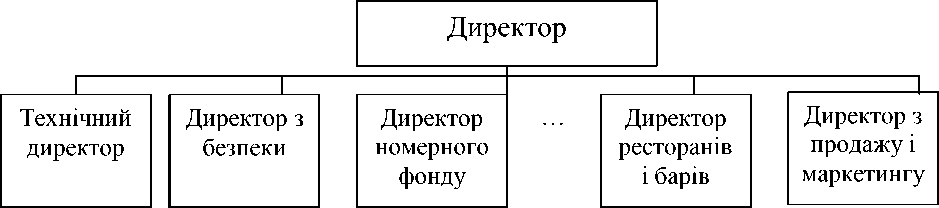 Директор
Технічний
директор
Директор з
безпеки
Директор
номерного
фонду
...
Директор
ресторанів
і барів
Директор з
продажу і
маркетингу